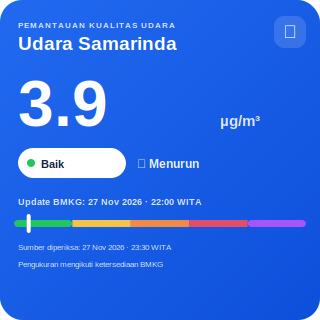 PEMANTAUAN KUALITAS UDARA
Udara Samarinda
3.9
µg/m³
Baik
Menurun
Update BMKG: 27 Nov 2026 · 22:00 WITA
Sumber diperiksa: 27 Nov 2026 · 23:30 WITA
Pengukuran mengikuti ketersediaan BMKG